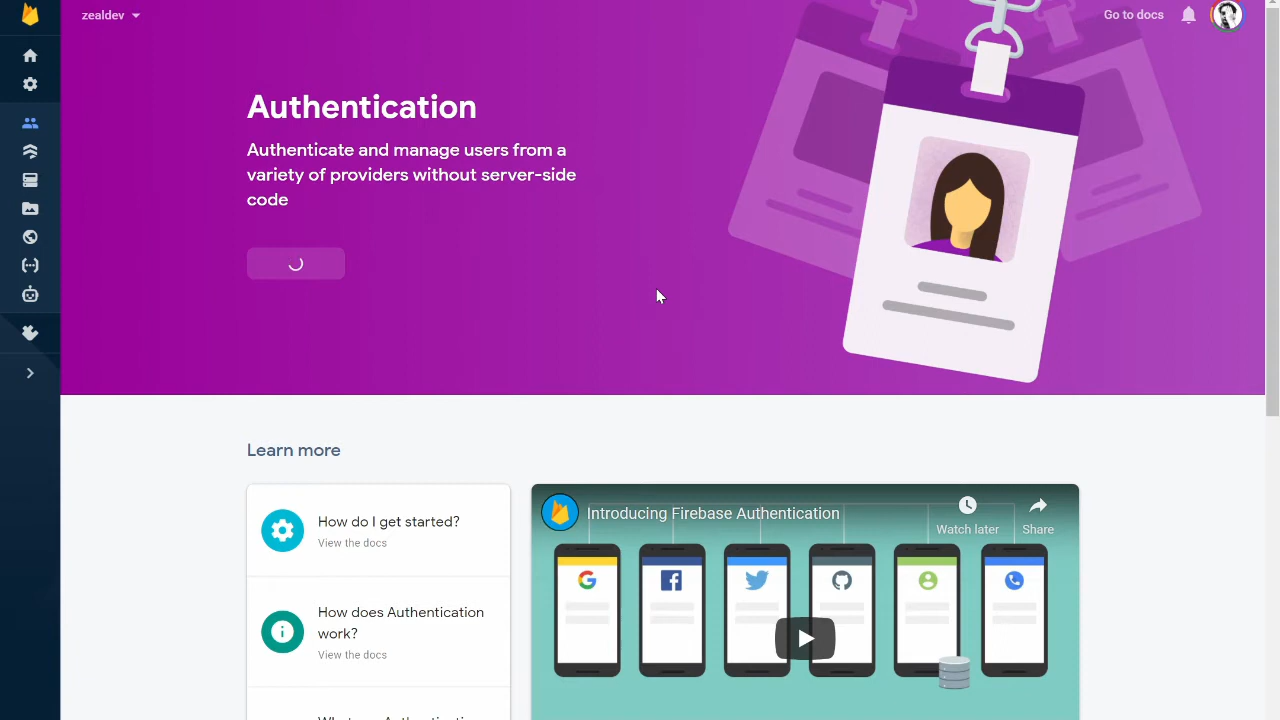 zealdev
Go to docs
Authentication
Authenticate and manage users from a
variety of providers without server-side
code
Learn more
How do I get started?
View the docs
How does Authentication
work?
View the docs
Introducing Firebase Authentication
Watch later
Share